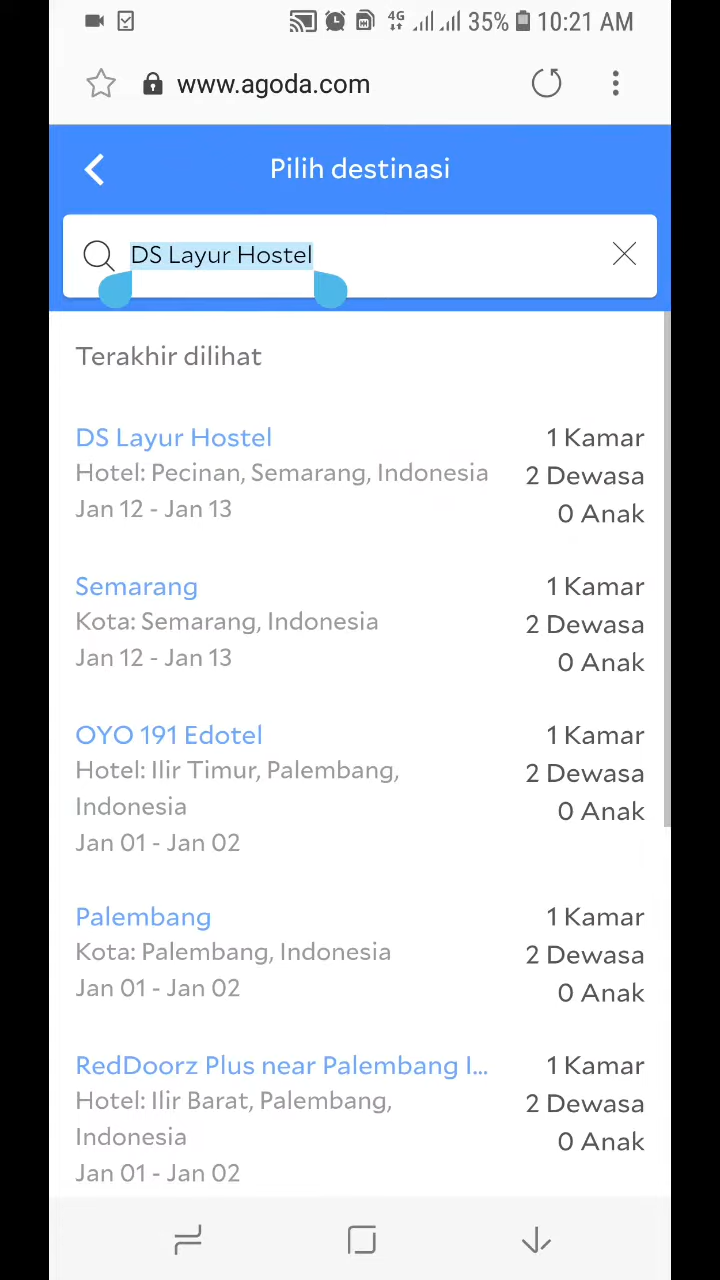 4G 35% 10:21 AM
www.agoda.com
Pilih destinasi
DS Layur Hostel
Terakhir dilihat
DS Layur Hostel 1 Kamar
Hotel: Pecinan, Semarang, Indonesia 2 Dewasa
Jan 12 - Jan 13 0 Anak
Semarang 1 Kamar
Kota: Semarang, Indonesia 2 Dewasa
Jan 12 - Jan 13 0 Anak
OYO 191 Edotel 1 Kamar
Hotel: Ilir Timur, Palembang, 2 Dewasa
Indonesia 0 Anak
Jan 01 - Jan 02
Palembang 1 Kamar
Kota: Palembang, Indonesia 2 Dewasa
Jan 01 - Jan 02 0 Anak
RedDoorz Plus near Palembang I... 1 Kamar
Hotel: Ilir Barat, Palembang, 2 Dewasa
Indonesia 0 Anak
Jan 01 - Jan 02